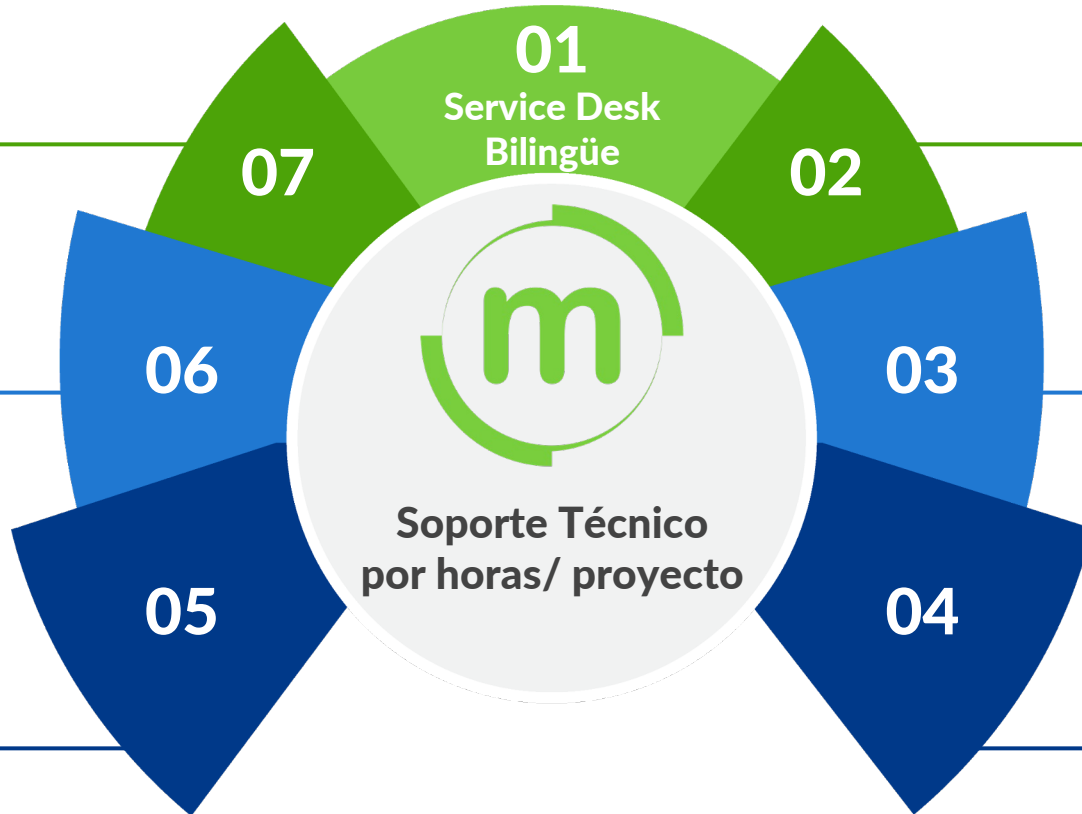 01
Service Desk
Bilingüe
07
02
06
03
05
04
m
Soporte Técnico
por horas/ proyecto